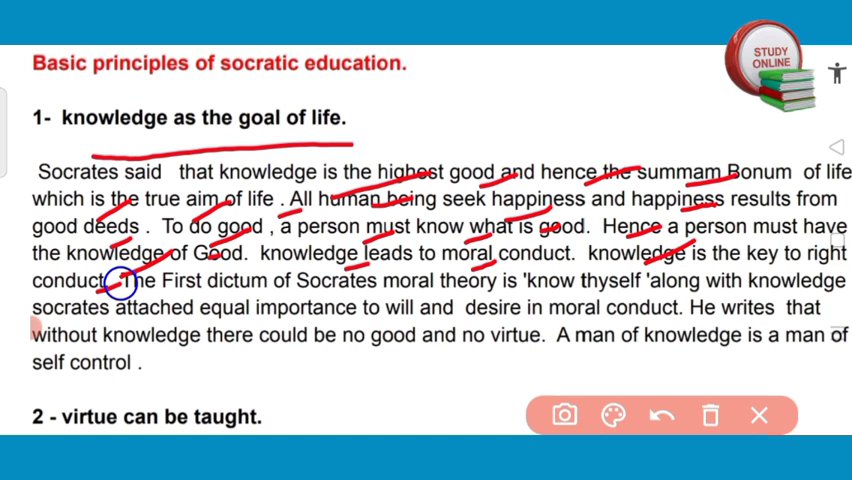 STUDY
ONLINE
Basic principles of socratic education.
1- knowledge as the goal of life.
Socrates said that knowledge is the highest good and hence the summam Bonum of life
which is the true aim of life . All human being seek happiness and happiness results from
good deeds . To do good , a person must know what is good. Hence a person must have
the knowledge of Good. knowledge leads to moral conduct. knowledge is the key to right
conduct. The First dictum of Socrates moral theory is 'know thyself 'along with knowledge
socrates attached equal importance to will and desire in moral conduct. He writes that
without knowledge there could be no good and no virtue. A man of knowledge is a man of
self control .
2 - virtue can be taught.